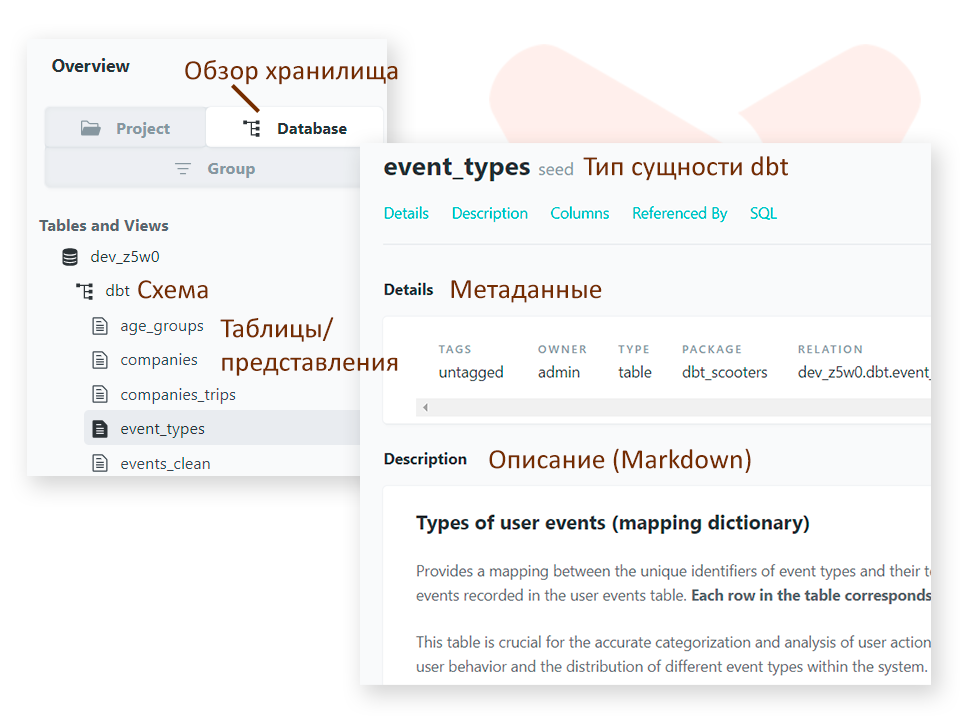 Overview
Обзор хранилища
Project
Database
Group
Tables and Views
dev_z5w0
dbt Схема
age_groups
Таблицы/
представления
companies
companies_trips
event_types
events_clean
event_types seed Тип сущности dbt
Details Description Columns Referenced By SQL
Details Метаданные
TAGS OWNER TYPE PACKAGE RELATION
untagged admin table dbt_scooters dev_z5w0.dbt.event_
Description Описание (Markdown)
Types of user events (mapping dictionary)
Provides a mapping between the unique identifiers of event types and their
events recorded in the user events table. Each row in the table corresponds
This table is crucial for the accurate categorization and analysis of user action
user behavior and the distribution of different event types within the system.